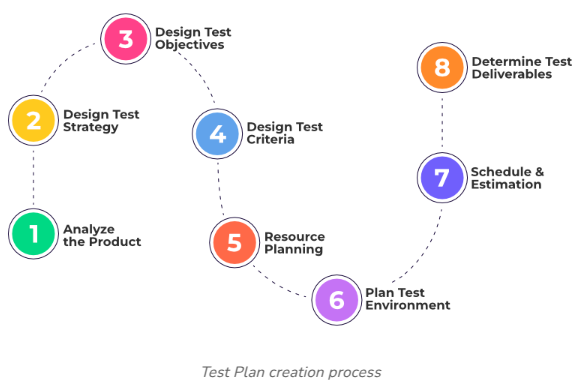 1
Analyze
the Product
2
Design Test
Strategy
3
Design Test
Objectives
4
Design Test
Criteria
5
Resource
Planning
6
Plan Test
Environment
7
Schedule &
Estimation
8
Determine Test
Deliverables
Test Plan creation process